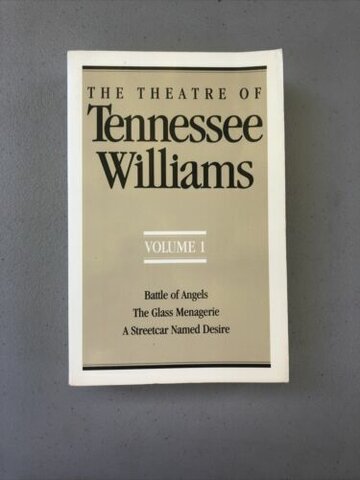 THE THEATRE OF
Tennessee
Williams
VOLUME 1
Battle of Angels
The Glass Menagerie
A Streetcar Named Desire